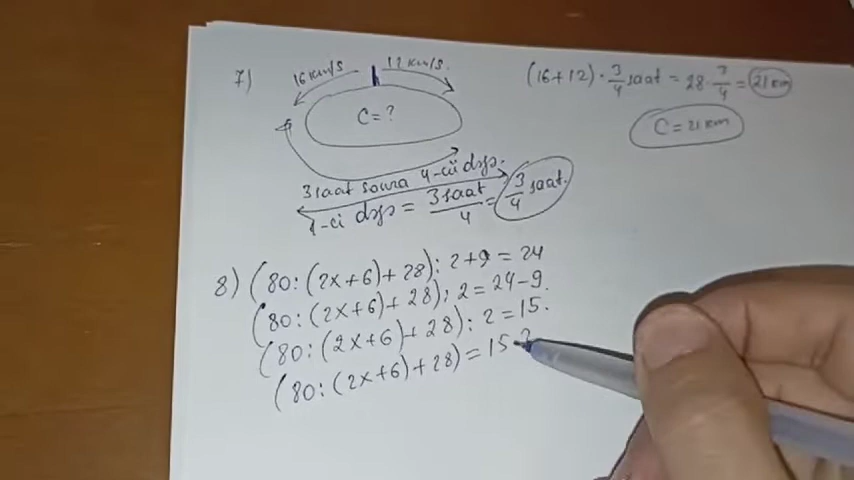 7) 16 km/s 12 km/s.
C = ?
3 saat sonra 4-cü dəfə.
1-ci dəfə = 3 saat / 4 = 3/4 saat.
(16+12) · 3/4 saat = 28 · 3/4 = 21 km
C = 21 km
8) (80:(2x+6)+28):2+9=24
(80:(2x+6)+28):2=24-9.
(80:(2x+6)+28):2=15.
(80:(2x+6)+28)=15·2